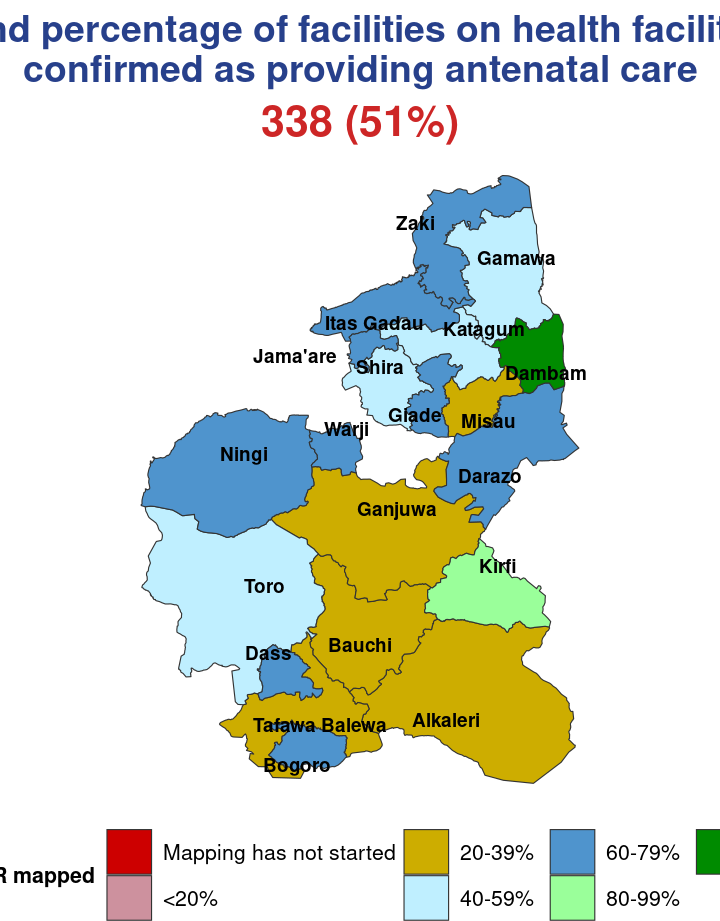 percentage of facilities on health
confirmed as providing antenatal care
338 (51%)
Zaki
Gamawa
Itas Gadau
Katagum
Jama'are
Shira
Dambam
Giade
Misau
Warji
Ningi
Darazo
Ganjuwa
Kirfi
Toro
Bauchi
Dass
Alkaleri
Tafawa Balewa
Bogoro
R mapped
Mapping has not started
20-39%
60-79%
<20%
40-59%
80-99%